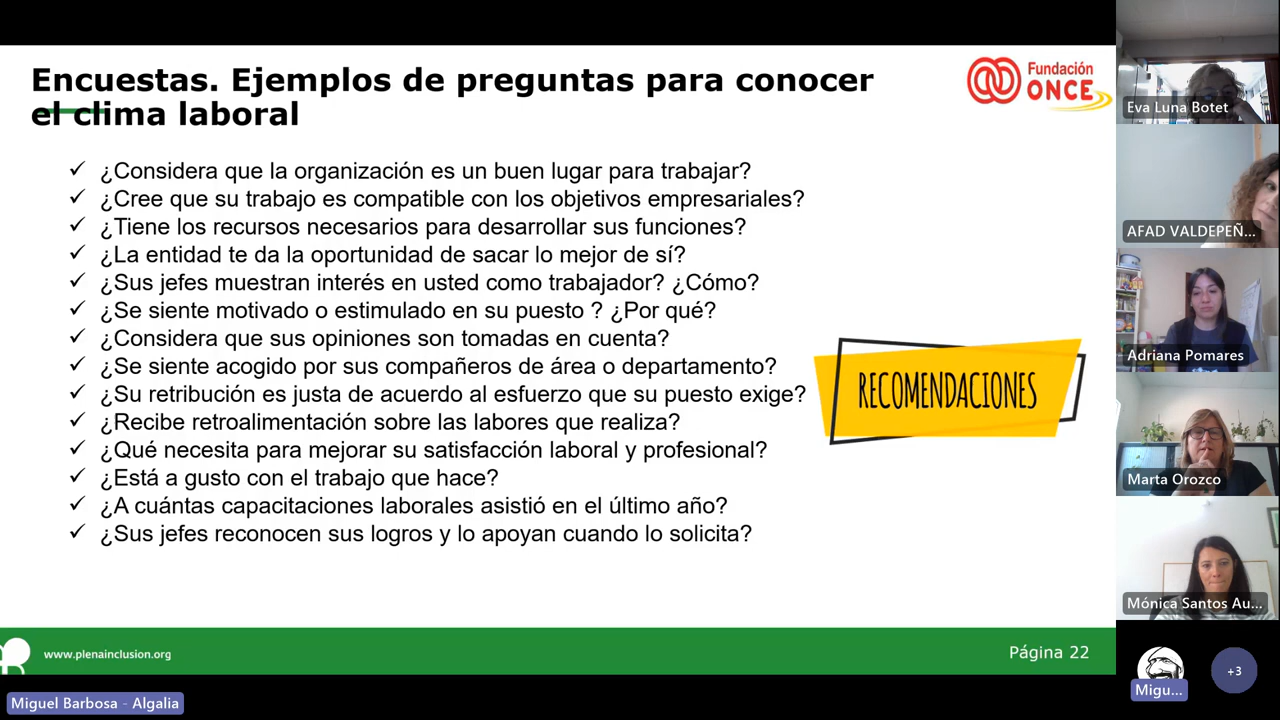 Encuestas. Ejemplos de preguntas para conocer
el clima laboral
Fundación
ONCE
¿Considera que la organización es un buen lugar para trabajar?
¿Cree que su trabajo es compatible con los objetivos empresariales?
¿Tiene los recursos necesarios para desarrollar sus funciones?
¿La entidad te da la oportunidad de sacar lo mejor de sí?
¿Sus jefes muestran interés en usted como trabajador? ¿Cómo?
¿Se siente motivado o estimulado en su puesto ? ¿Por qué?
¿Considera que sus opiniones son tomadas en cuenta?
¿Se siente acogido por sus compañeros de área o departamento?
¿Su retribución es justa de acuerdo al esfuerzo que su puesto exige?
¿Recibe retroalimentación sobre las labores que realiza?
¿Qué necesita para mejorar su satisfacción laboral y profesional?
¿Está a gusto con el trabajo que hace?
¿A cuántas capacitaciones laborales asistió en el último año?
¿Sus jefes reconocen sus logros y lo apoyan cuando lo solicita?
RECOMENDACIONES
www.plenainclusion.org
Página 22
Miguel Barbosa - Algalia
Eva Luna Botet
AFAD VALDEPEÑ...
Adriana Pomares
Marta Orozco
Mónica Santos Au...
Migu...
+3